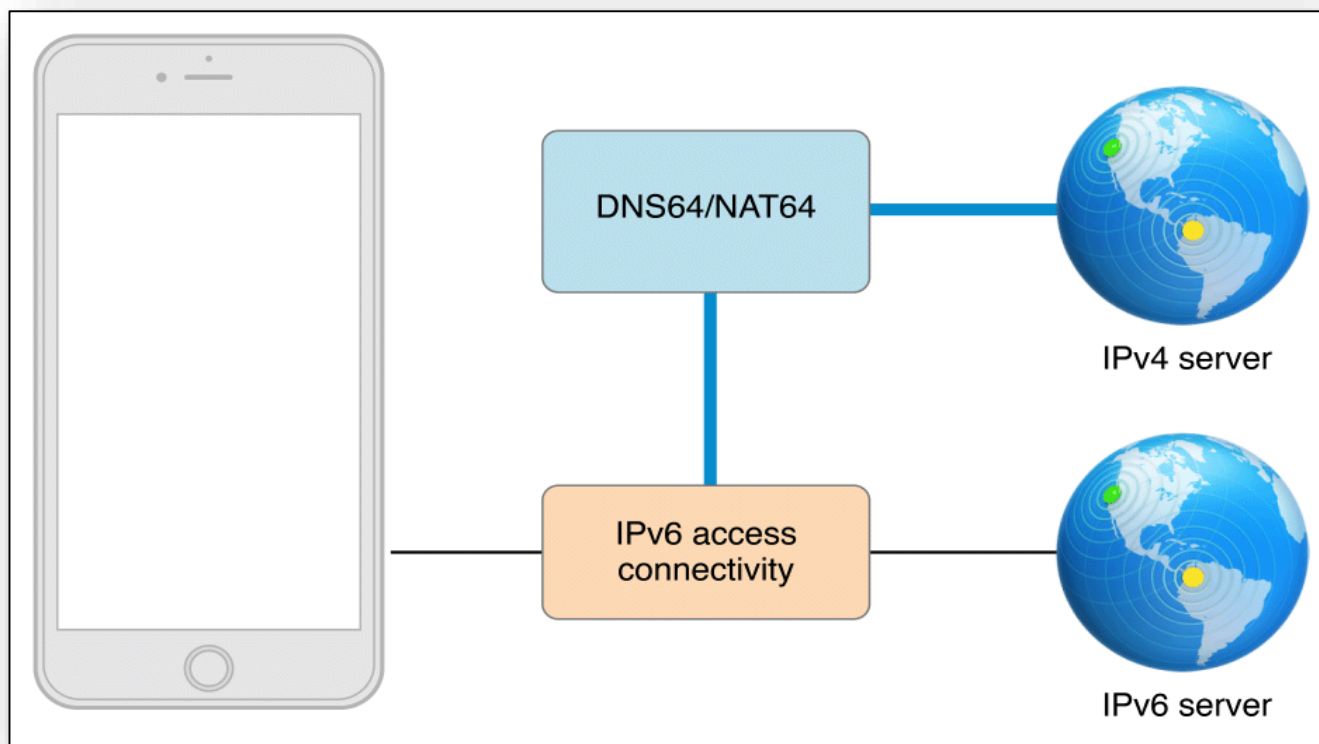 DNS64/NAT64
IPv4 server
IPv6 access
connectivity
IPv6 server